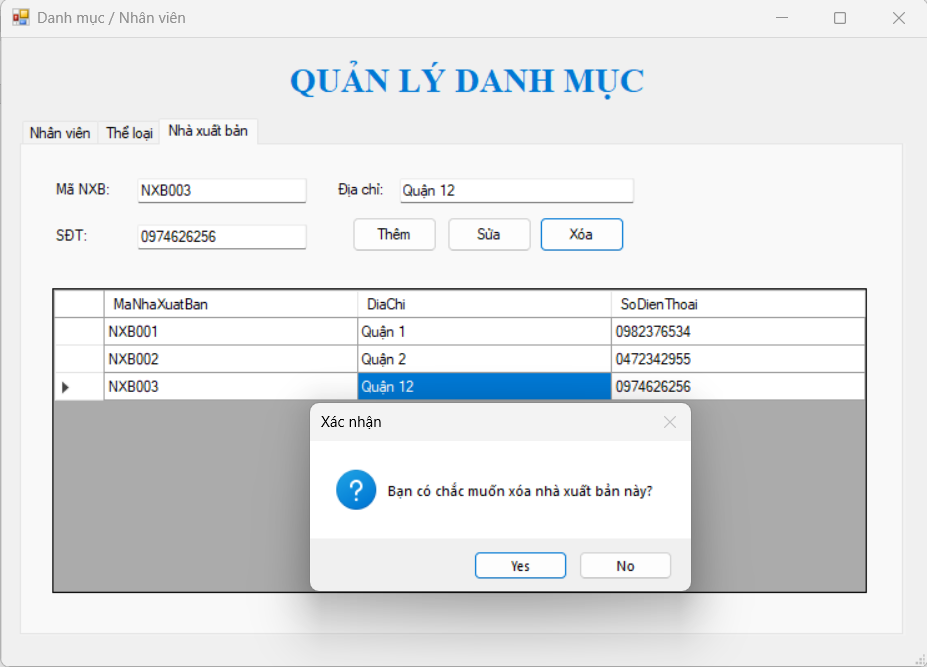 Danh mục / Nhân viên
QUẢN LÝ DANH MỤC
Nhân viên Thể loại Nhà xuất bản
Mã NXB: NXB003 Địa chỉ: Quận 12
SĐT: 0974626256 Thêm Sửa Xóa
MaNhaXuatBan DiaChi SoDienThoai
NXB001 Quận 1 0982376534
NXB002 Quận 2 0472342955
NXB003 Quận 12 0974626256
Xác nhận
Bạn có chắc muốn xóa nhà xuất bản này?
Yes No